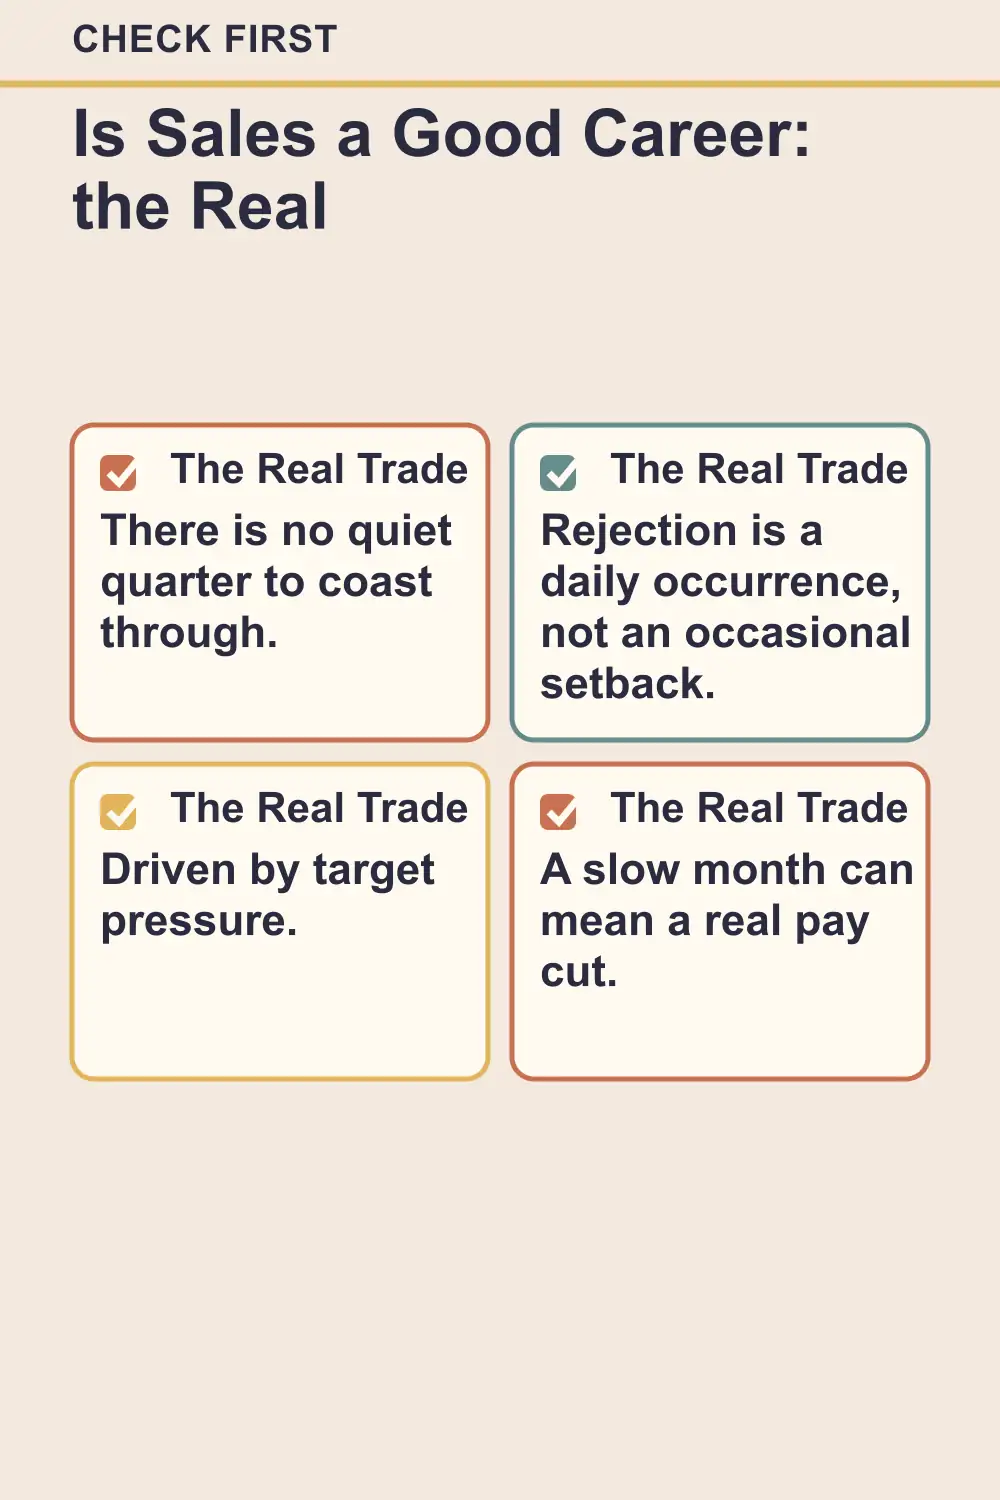 CHECK FIRST
Is Sales a Good Career:
the Real
The Real Trade
There is no quiet
quarter to coast
through.
The Real Trade
Rejection is a
daily occurrence,
not an occasional
setback.
The Real Trade
Driven by target
pressure.
The Real Trade
A slow month can
mean a real pay
cut.